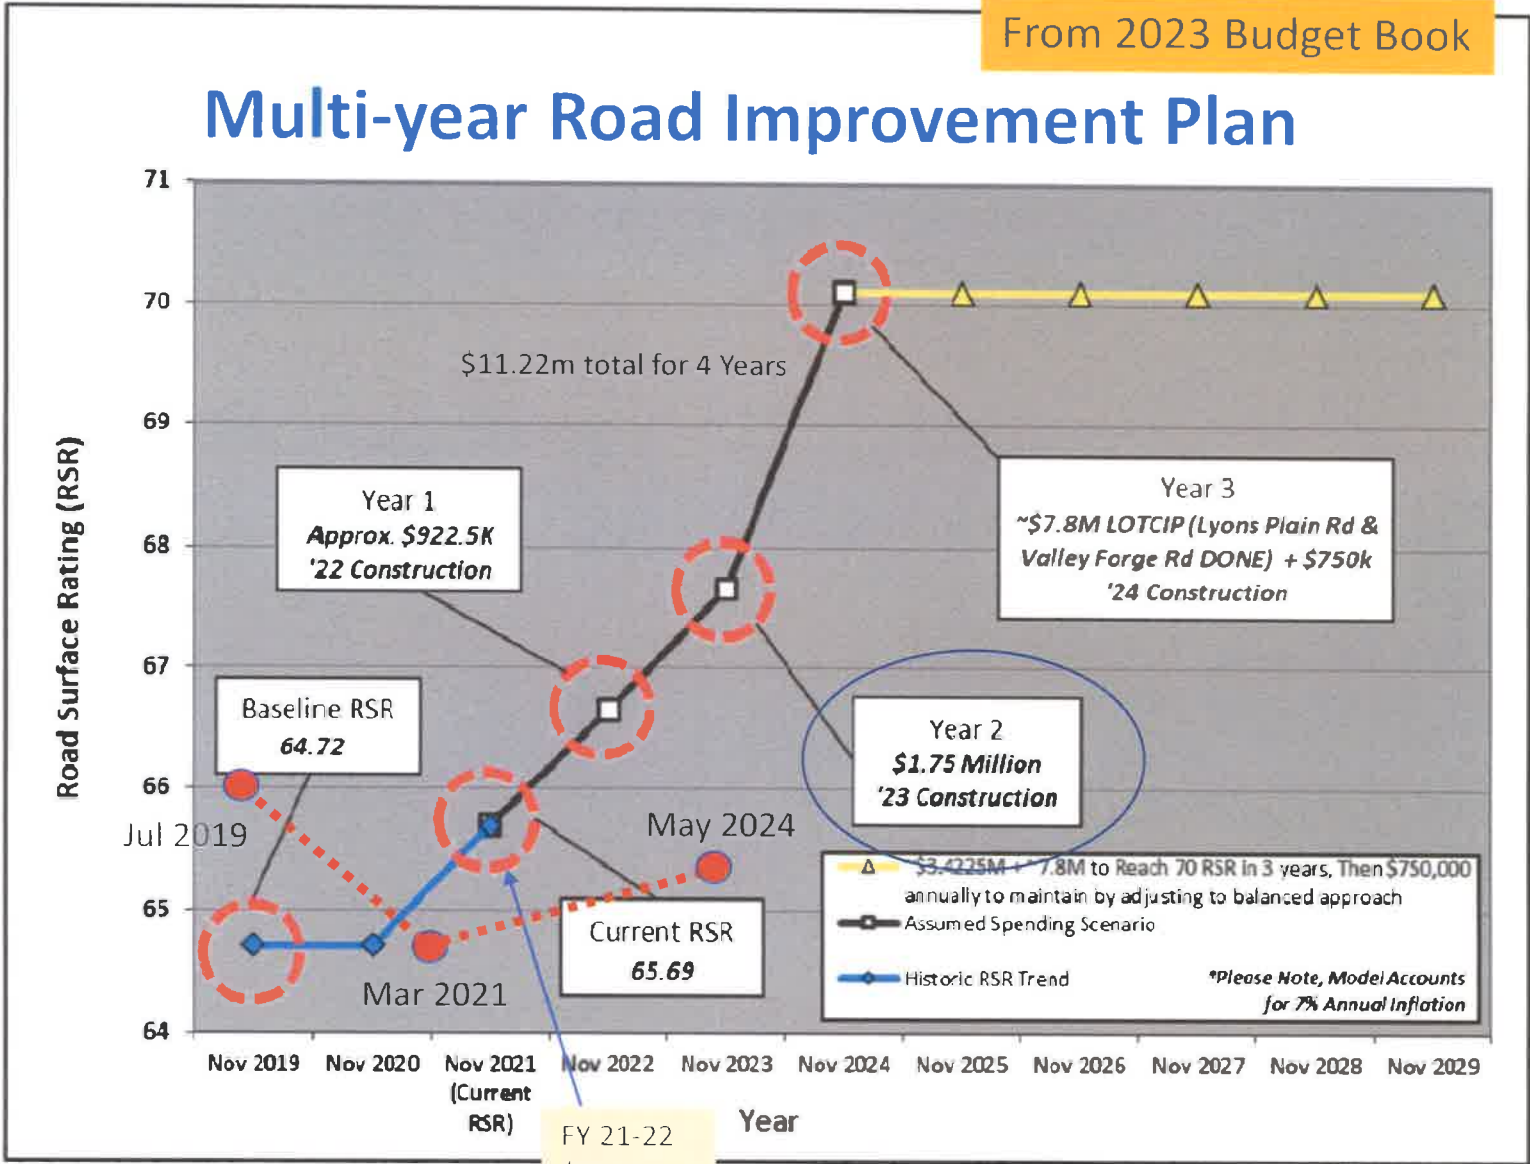 From 2023 Budget Book
Multi-year Road Improvement Plan
71
70
69
68
67
66
65
64
Road Surface Rating (RSR)
$11.22m total for 4 Years
Year 1
Approx. $922.5K
'22 Construction
Year 3
~$7.8M LOTCIP (Lyons Plain Rd &
Valley Forge Rd DONE) + $750k
'24 Construction
Baseline RSR
64.72
Year 2
$1.75 Million
'23 Construction
Jul 2019
May 2024
Mar 2021
Current RSR
65.69
$3.4225M + ~7.8M to Reach 70 RSR in 3 years, Then $750,000
annually to maintain by adjusting to balanced approach
Assumed Spending Scenario
Historic RSR Trend
*Please Note, Model Accounts
for 7% Annual Inflation
Nov 2019 Nov 2020 Nov 2021 Nov 2022 Nov 2023 Nov 2024 Nov 2025 Nov 2026 Nov 2027 Nov 2028 Nov 2029
(Current
RSR)
Year
FY 21-22